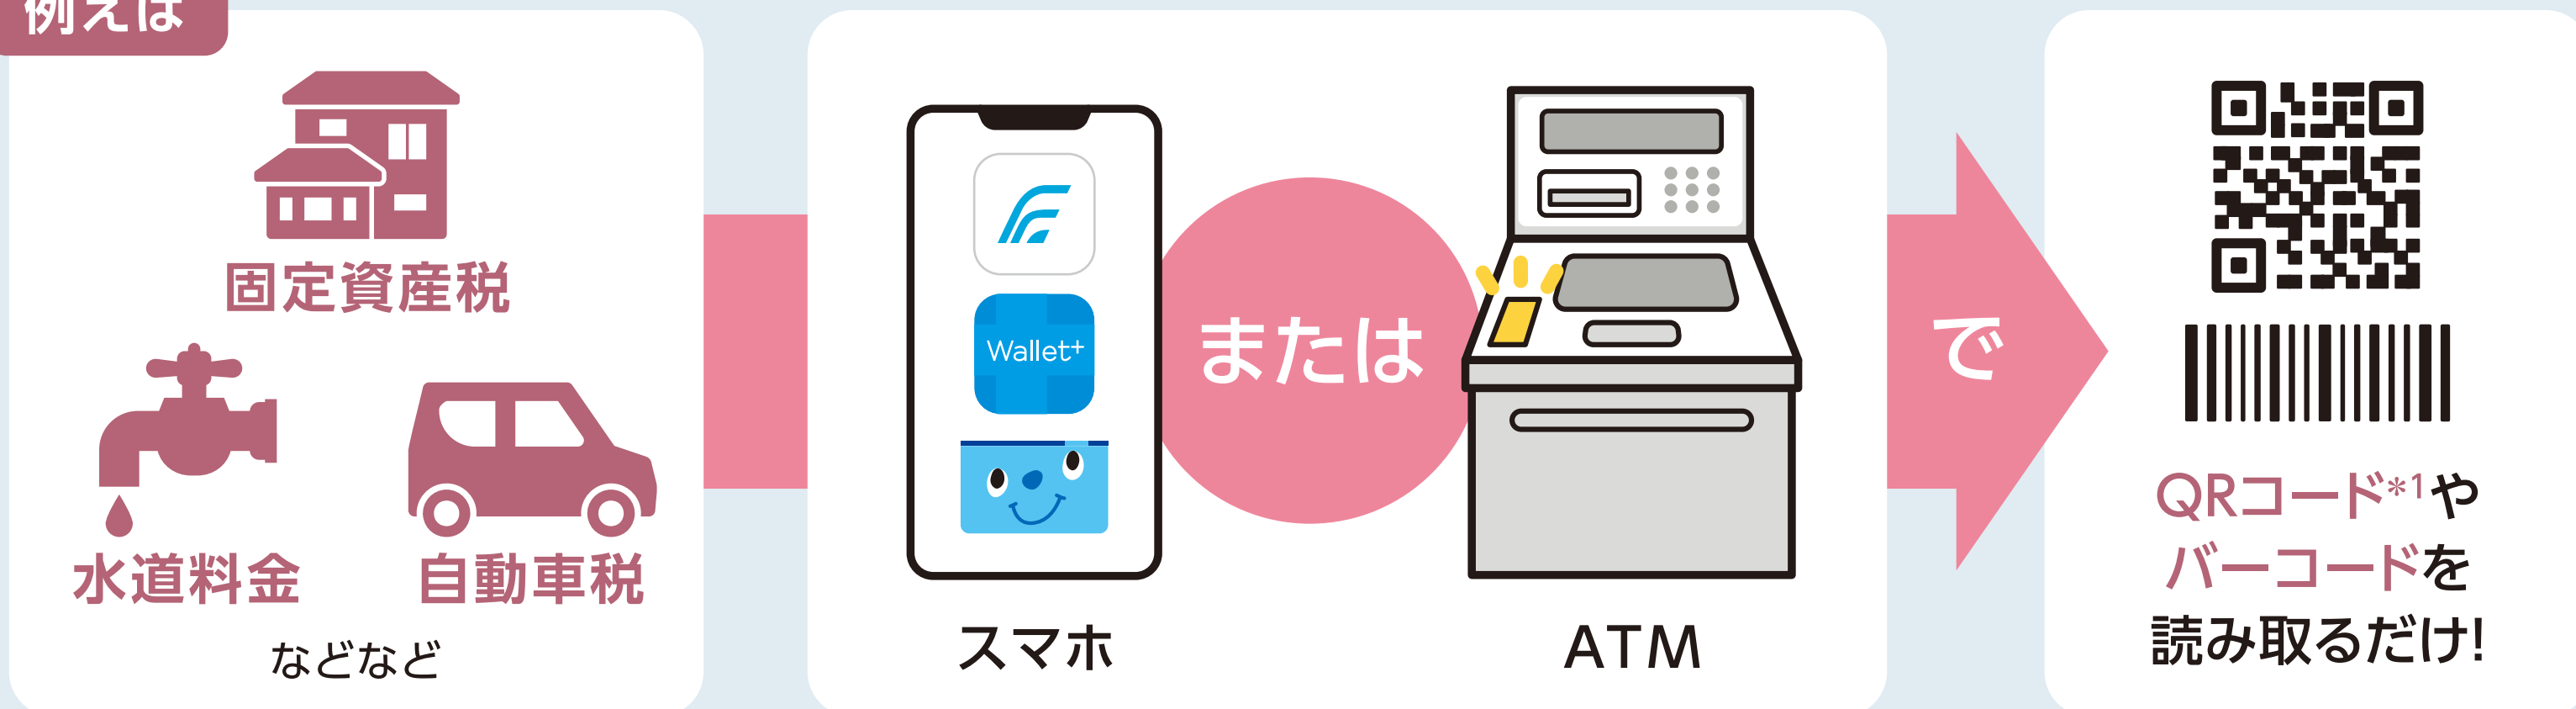 例えば
固定資産税
水道料金
自動車税
などなど
Wallet+
スマホ
または
ATM
で
QRコード*1や
バーコードを
読み取るだけ!